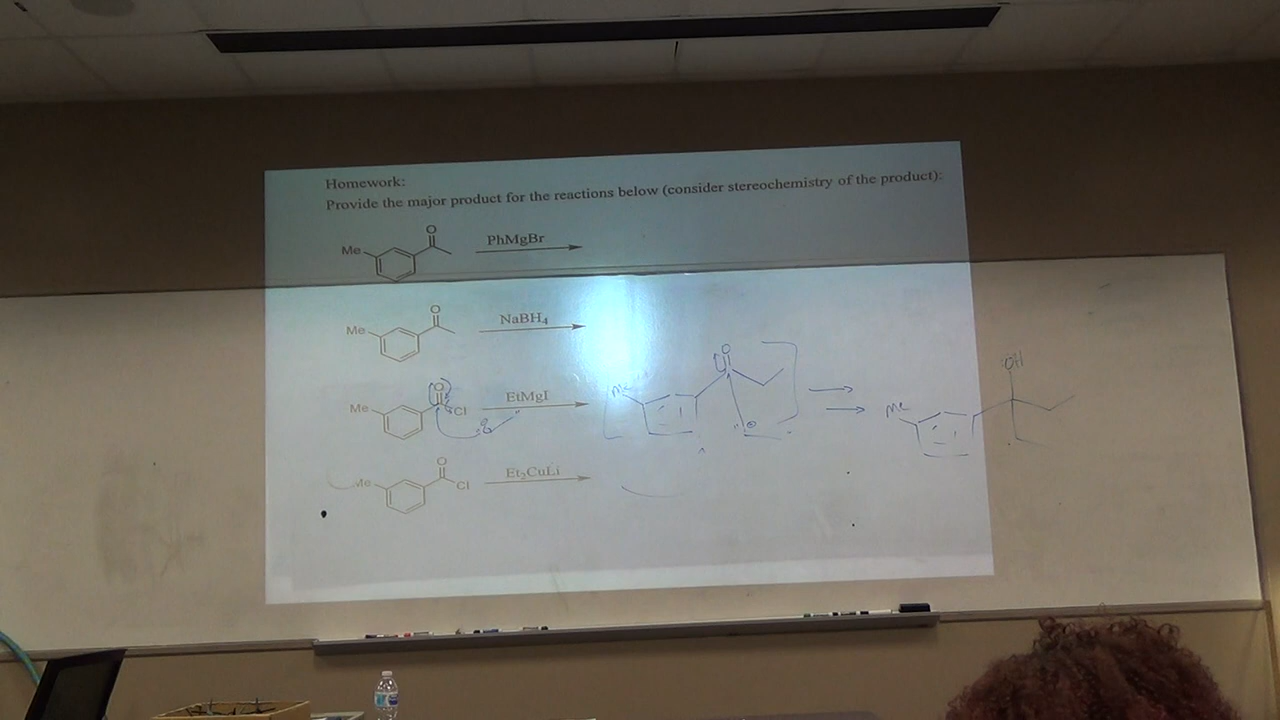 Homework:
Provide the major product for the reactions below (consider stereochemistry of the product):
Me O PhMgBr
Me O NaBH4
O OH
Me O Cl EtMgI Me Me
Me O Cl Et2CuLi